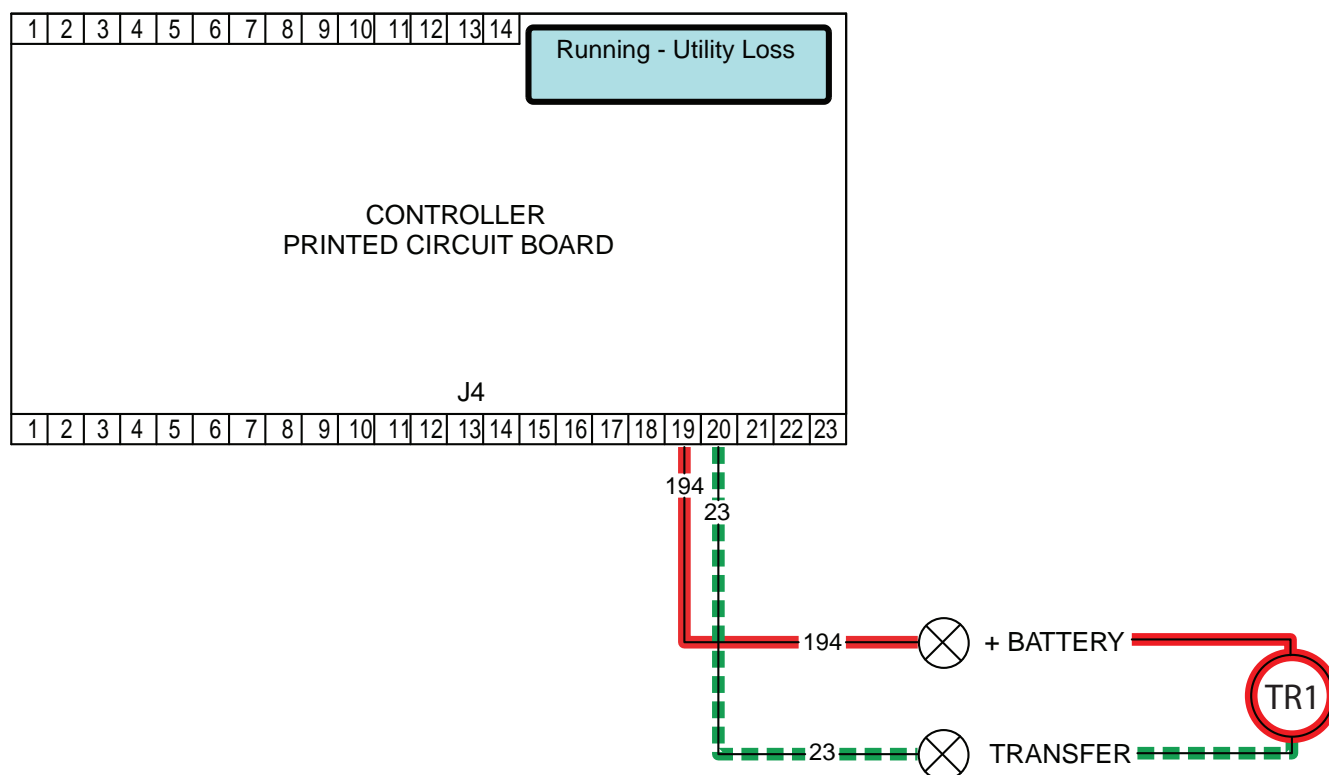 1 2 3 4 5 6 7 8 9 10 11 12 13 14
Running - Utility Loss
CONTROLLER
PRINTED CIRCUIT BOARD
J4
1 2 3 4 5 6 7 8 9 10 11 12 13 14 15 16 17 18 19 20 21 22 23
194
23
194
+ BATTERY
TR1
23
TRANSFER